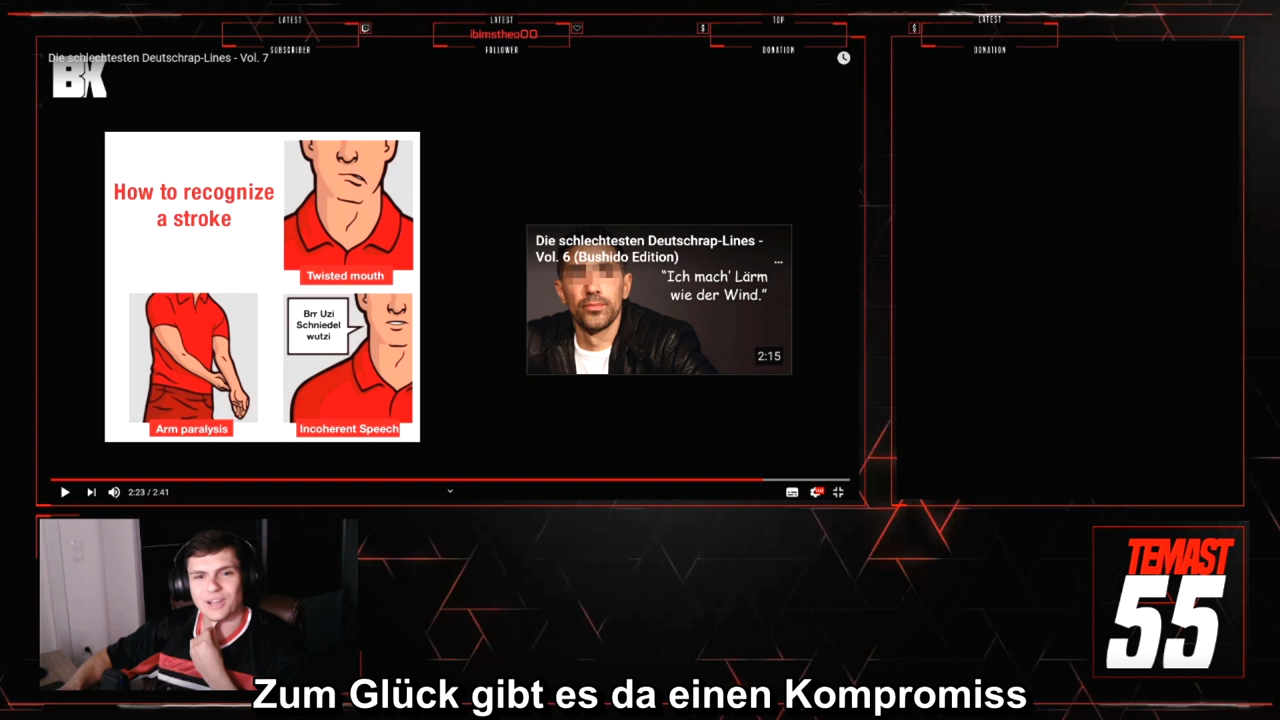 LATEST
SUBSCRIBER
LATEST
ibimstheo00
FOLLOWER
TOP
DONATION
LATEST
DONATION
Die schlechtesten Deutschrap-Lines - Vol. 7
BK
How to recognize
a stroke
Twisted mouth
Brr Uzi
Schniedel
wutzi
Arm paralysis
Incoherent Speech
Die schlechtesten Deutschrap-Lines -
Vol. 6 (Bushido Edition)
“Ich mach’ Lärm
wie der Wind.”
2:15
2:23 / 2:41
TEMAST
55
Zum Glück gibt es da einen Kompromiss